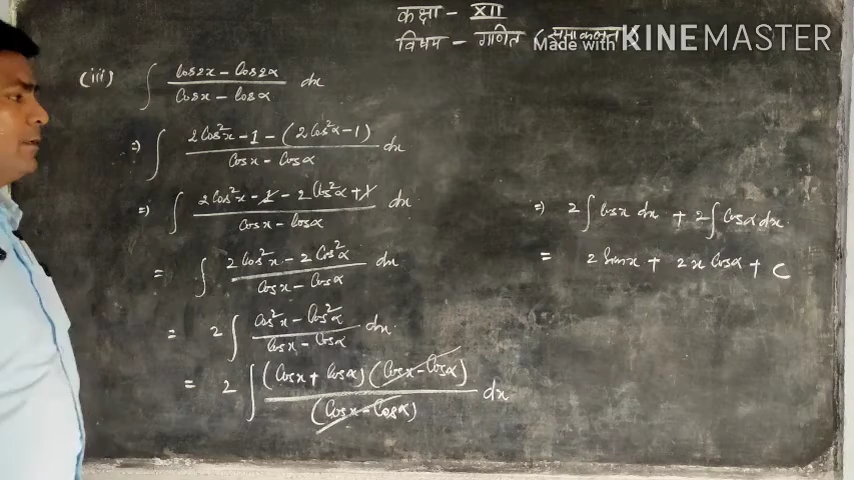 कक्षा - XII
विषय - गणित (समाकलन)
Made with KINEMASTER
(iii) ∫ (Cos2x - Cos2α)/(Cosx - Cosα) dx
=) ∫ (2Cos²x - 1 - (2Cos²α - 1))/(Cosx - Cosα) dx
=) ∫ (2Cos²x - 1 - 2Cos²α + 1)/(Cosx - Cosα) dx
= ∫ (2Cos²x - 2Cos²α)/(Cosx - Cosα) dx
= 2∫ (Cos²x - Cos²α)/(Cosx - Cosα) dx
= 2∫ ((Cosx + Cosα)(Cosx - Cosα))/(Cosx - Cosα) dx
=) 2∫Cosx dx + 2∫Cosα dx
= 2 Sinx + 2x Cosα + C